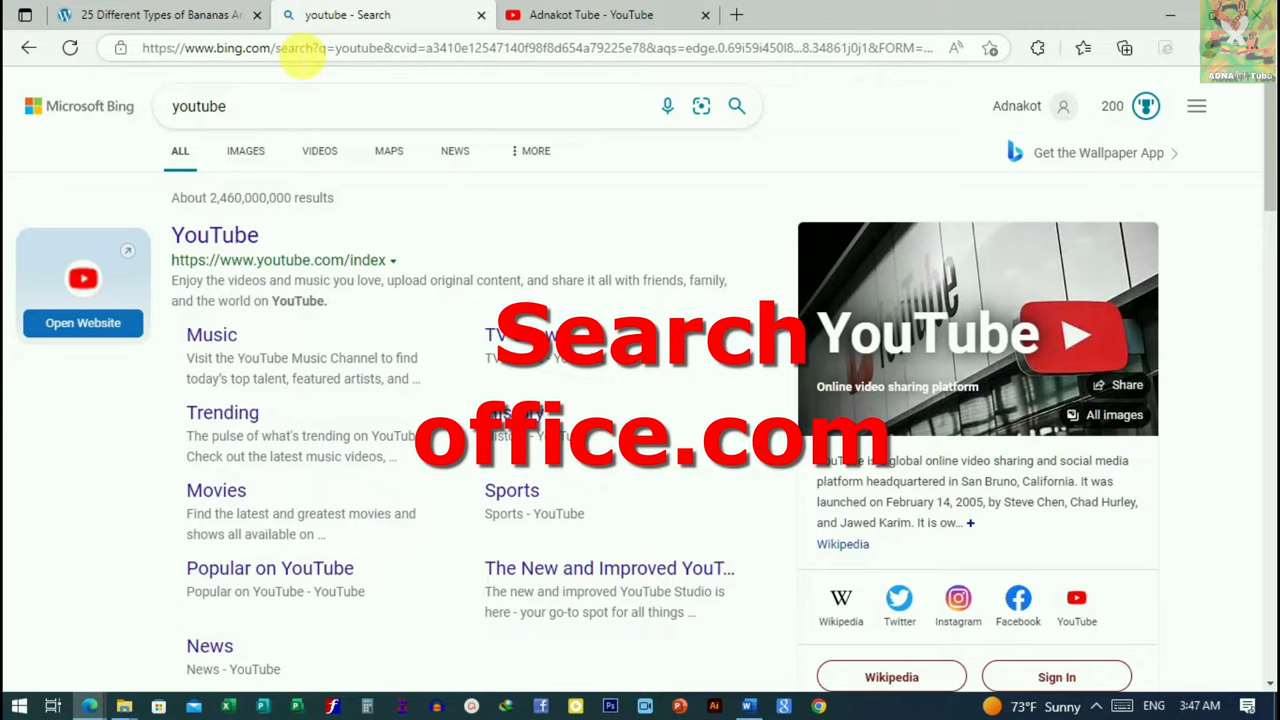 25 Different Types of Bananas Ar
youtube - Search
Adnakot Tube - YouTube
https://www.bing.com/search?q=youtube&cvid=a3410e12547140f98f8d654a79225e78&aqs=edge.0.69i59i450l8...8.34861j0j1&FORM=...
Microsoft Bing
youtube
Adnakot
200
ALL
IMAGES
VIDEOS
MAPS
NEWS
MORE
Get the Wallpaper App
About 2,460,000,000 results
YouTube
https://www.youtube.com/index
Enjoy the videos and music you love, upload original content, and share it all with friends, family,
and the world on YouTube.
Open Website
Music
Visit the YouTube Music Channel to find
today's top talent, featured artists, and ...
Trending
The pulse of what's trending on YouTube
Check out the latest music videos, ...
Movies
Find the latest and greatest movies and
shows all available on ...
Sports
Sports - YouTube
Popular on YouTube
Popular on YouTube - YouTube
The New and Improved YouT...
The new and improved YouTube Studio is
here - your go-to spot for all things ...
News
News - YouTube
Search
office.com
YouTube
Online video sharing platform
Share
All images
YouTube is a global online video sharing and social media
platform headquartered in San Bruno, California. It was
launched on February 14, 2005, by Steve Chen, Chad Hurley,
and Jawed Karim. It is ow... +
Wikipedia
Wikipedia
Twitter
Instagram
Facebook
YouTube
Wikipedia
Sign In
73°F Sunny
ENG
3:47 AM